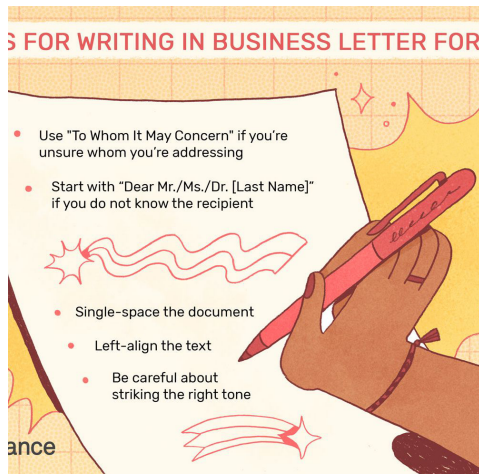 S FOR WRITING IN BUSINESS LETTER FOR
Use "To Whom It May Concern" if you're
unsure whom you're addressing
Start with “Dear Mr./Ms./Dr. [Last Name]”
if you do not know the recipient
Single-space the document
Left-align the text
Be careful about
striking the right tone
ance